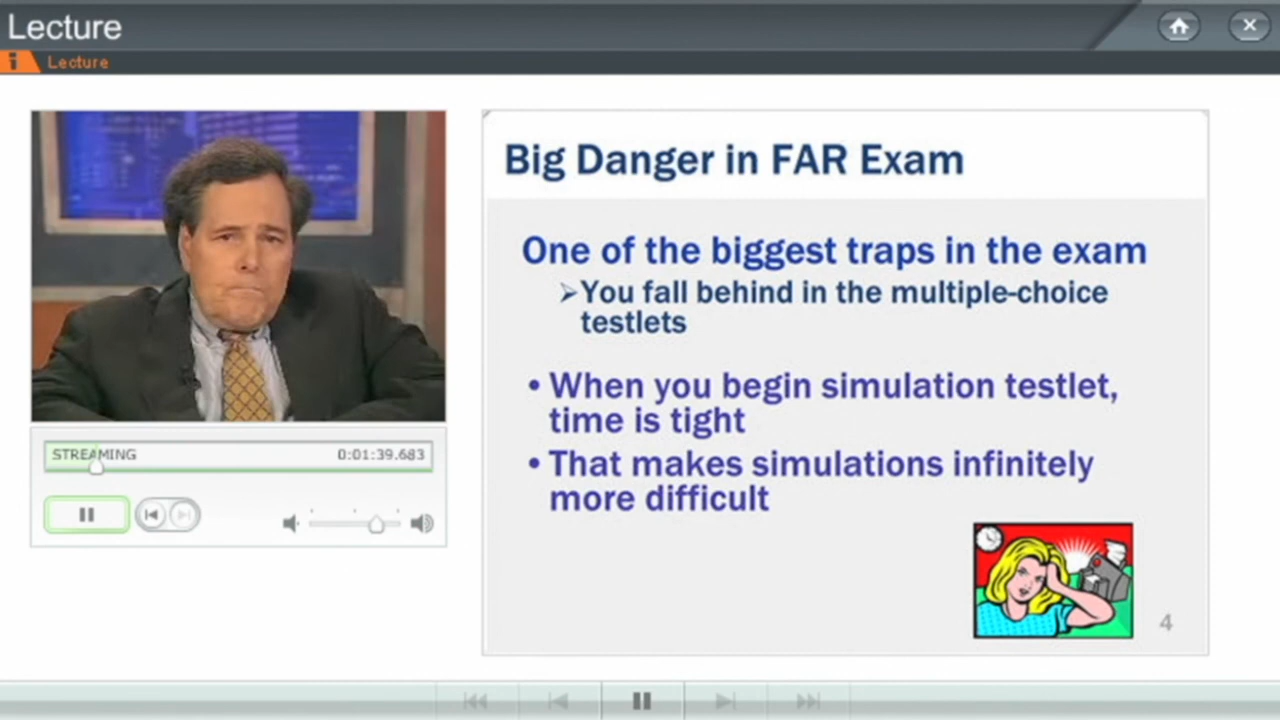 Lecture
i Lecture
Big Danger in FAR Exam
One of the biggest traps in the exam
➢You fall behind in the multiple-choice
testlets
• When you begin simulation testlet,
time is tight
• That makes simulations infinitely
more difficult
4
STREAMING 0:01:39.683